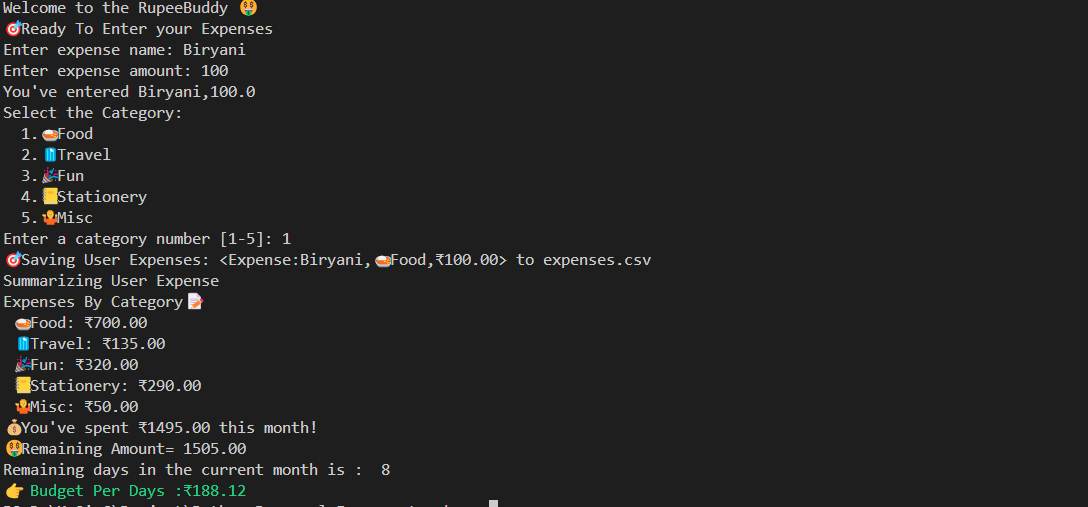 Welcome to the RupeeBuddy 🤑
🎯Ready To Enter your Expenses
Enter expense name: Biryani
Enter expense amount: 100
You've entered Biryani,100.0
Select the Category:
1.🍛Food
2.📘Travel
3.🎉Fun
4.📒Stationery
5.🤷Misc
Enter a category number [1-5]: 1
🎯Saving User Expenses: <Expense:Biryani,🍛Food,₹100.00> to expenses.csv
Summarizing User Expense
Expenses By Category📝
🍛Food: ₹700.00
📘Travel: ₹135.00
🎉Fun: ₹320.00
📒Stationery: ₹290.00
🤷Misc: ₹50.00
💰You've spent ₹1495.00 this month!
🤑Remaining Amount= 1505.00
Remaining days in the current month is :  8
👉 Budget Per Days :₹188.12